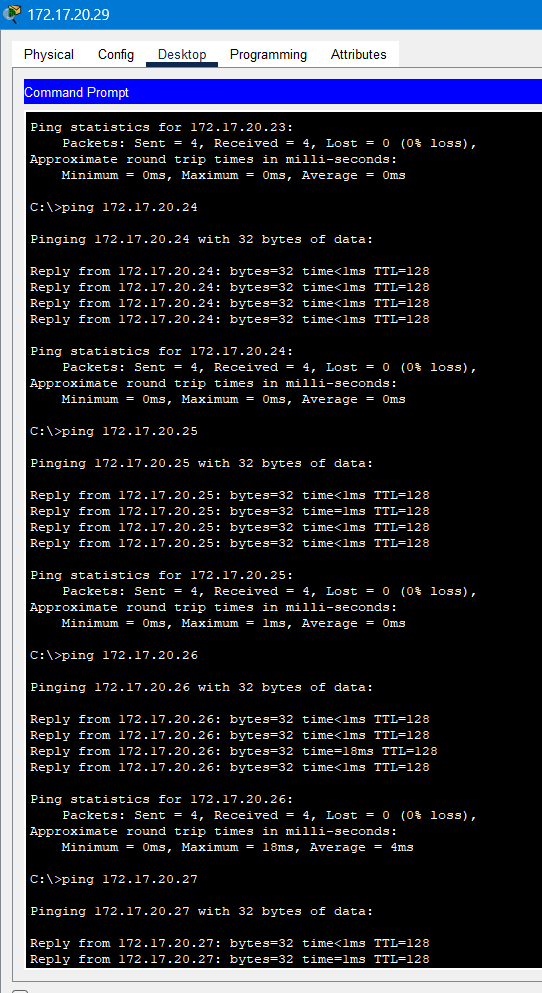 172.17.20.29
Physical Config Desktop Programming Attributes
Command Prompt
Ping statistics for 172.17.20.23:
Packets: Sent = 4, Received = 4, Lost = 0 (0% loss),
Approximate round trip times in milli-seconds:
Minimum = 0ms, Maximum = 0ms, Average = 0ms
C:\>ping 172.17.20.24
Pinging 172.17.20.24 with 32 bytes of data:
Reply from 172.17.20.24: bytes=32 time<1ms TTL=128
Reply from 172.17.20.24: bytes=32 time<1ms TTL=128
Reply from 172.17.20.24: bytes=32 time<1ms TTL=128
Reply from 172.17.20.24: bytes=32 time<1ms TTL=128
Ping statistics for 172.17.20.24:
Packets: Sent = 4, Received = 4, Lost = 0 (0% loss),
Approximate round trip times in milli-seconds:
Minimum = 0ms, Maximum = 0ms, Average = 0ms
C:\>ping 172.17.20.25
Pinging 172.17.20.25 with 32 bytes of data:
Reply from 172.17.20.25: bytes=32 time<1ms TTL=128
Reply from 172.17.20.25: bytes=32 time=1ms TTL=128
Reply from 172.17.20.25: bytes=32 time<1ms TTL=128
Reply from 172.17.20.25: bytes=32 time<1ms TTL=128
Ping statistics for 172.17.20.25:
Packets: Sent = 4, Received = 4, Lost = 0 (0% loss),
Approximate round trip times in milli-seconds:
Minimum = 0ms, Maximum = 1ms, Average = 0ms
C:\>ping 172.17.20.26
Pinging 172.17.20.26 with 32 bytes of data:
Reply from 172.17.20.26: bytes=32 time<1ms TTL=128
Reply from 172.17.20.26: bytes=32 time<1ms TTL=128
Reply from 172.17.20.26: bytes=32 time=18ms TTL=128
Reply from 172.17.20.26: bytes=32 time<1ms TTL=128
Ping statistics for 172.17.20.26:
Packets: Sent = 4, Received = 4, Lost = 0 (0% loss),
Approximate round trip times in milli-seconds:
Minimum = 0ms, Maximum = 18ms, Average = 4ms
C:\>ping 172.17.20.27
Pinging 172.17.20.27 with 32 bytes of data:
Reply from 172.17.20.27: bytes=32 time<1ms TTL=128
Reply from 172.17.20.27: bytes=32 time=1ms TTL=128